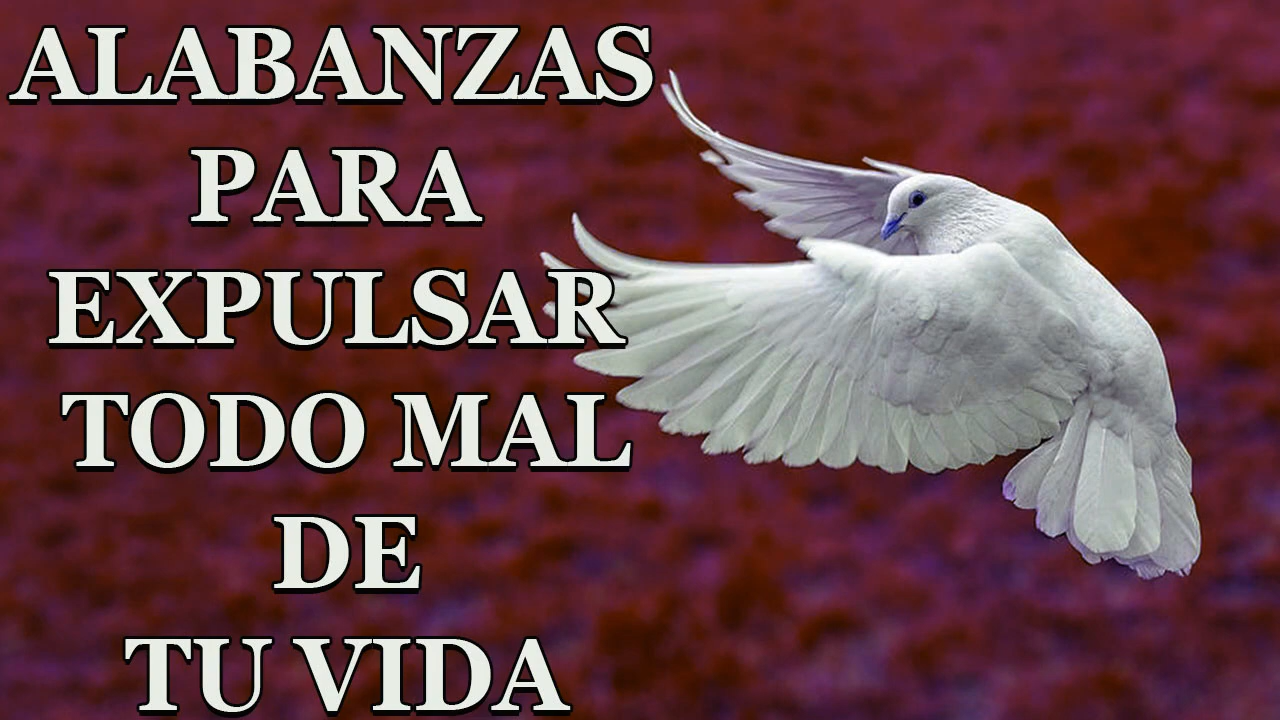 ALABANZAS
PARA
EXPULSAR
TODO MAL
DE
TU VIDA